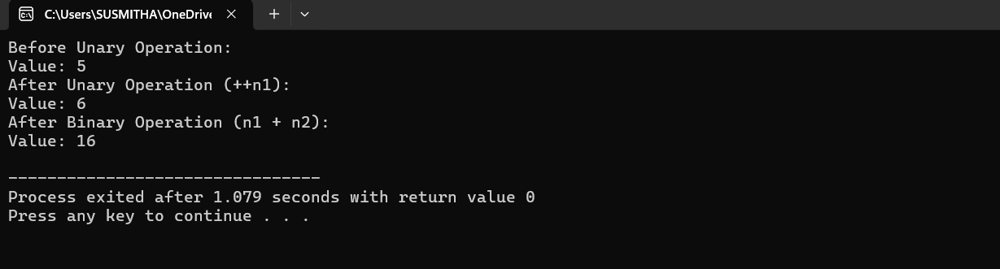 C:\Users\SUSMITHA\OneDrive
Before Unary Operation:
Value: 5
After Unary Operation (++n1):
Value: 6
After Binary Operation (n1 + n2):
Value: 16
--------------------------------
Process exited after 1.079 seconds with return value 0
Press any key to continue . . .